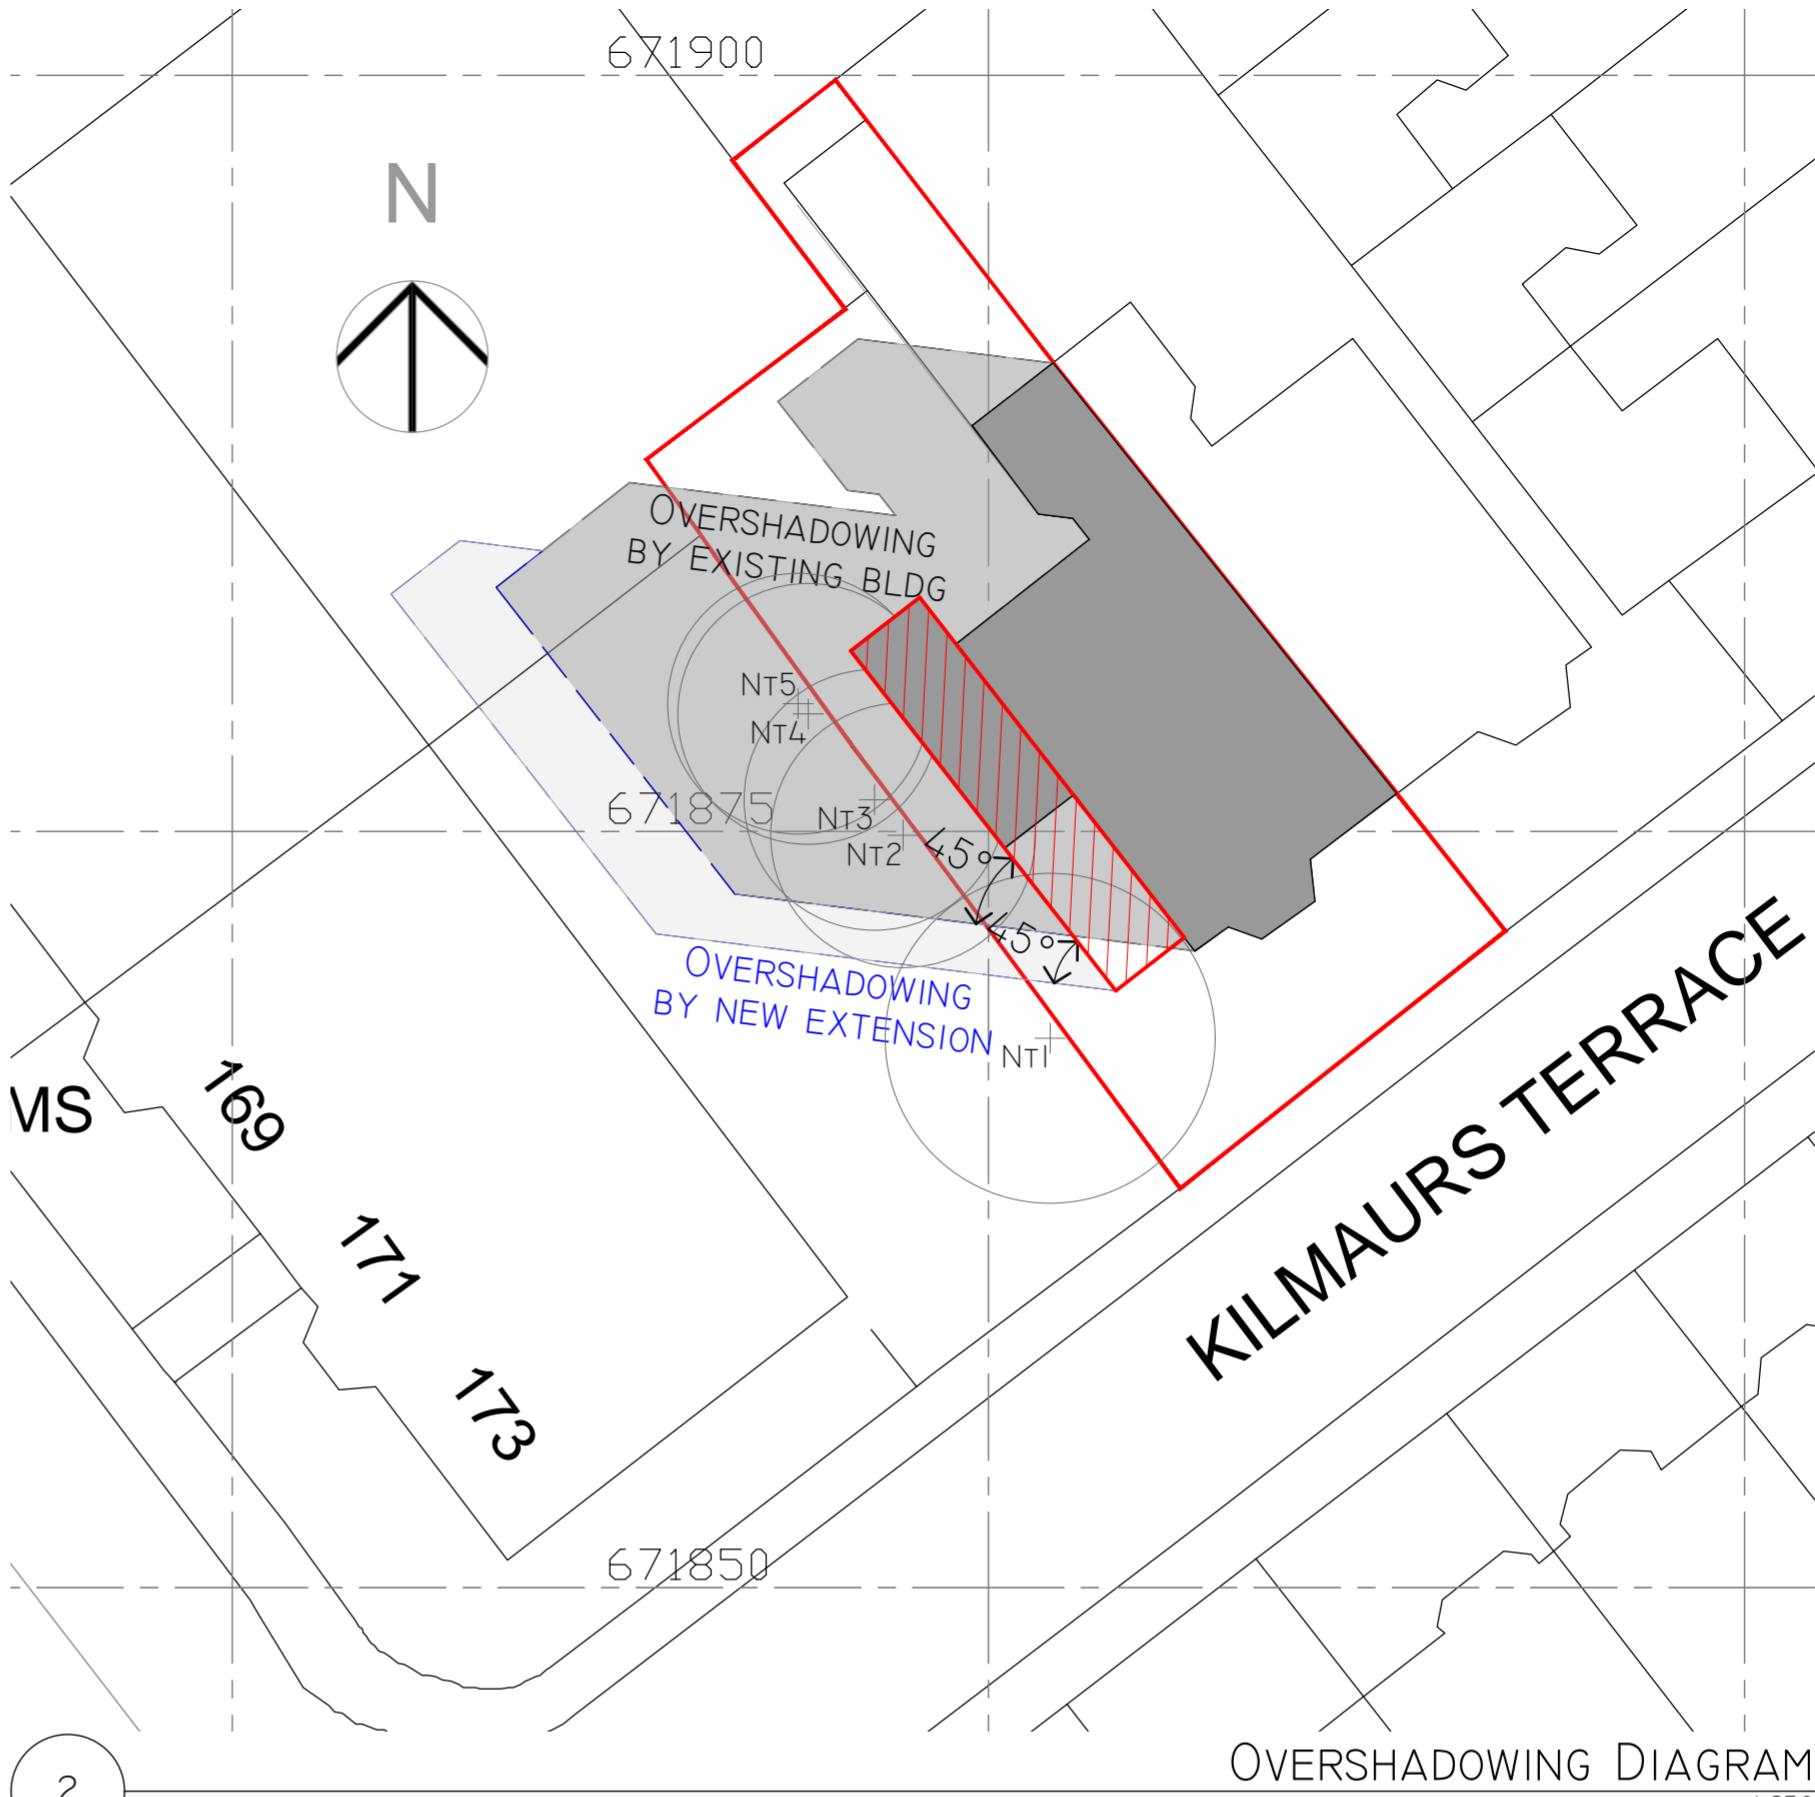 671900
N
OVERSHADOWING
BY EXISTING BLDG
NT5
NT4
671875
NT3
NT2
45°
45°
OVERSHADOWING
BY NEW EXTENSION
NT1
MS
169
171
173
KILMAURS TERRACE
671850
OVERSHADOWING DIAGRAM
2